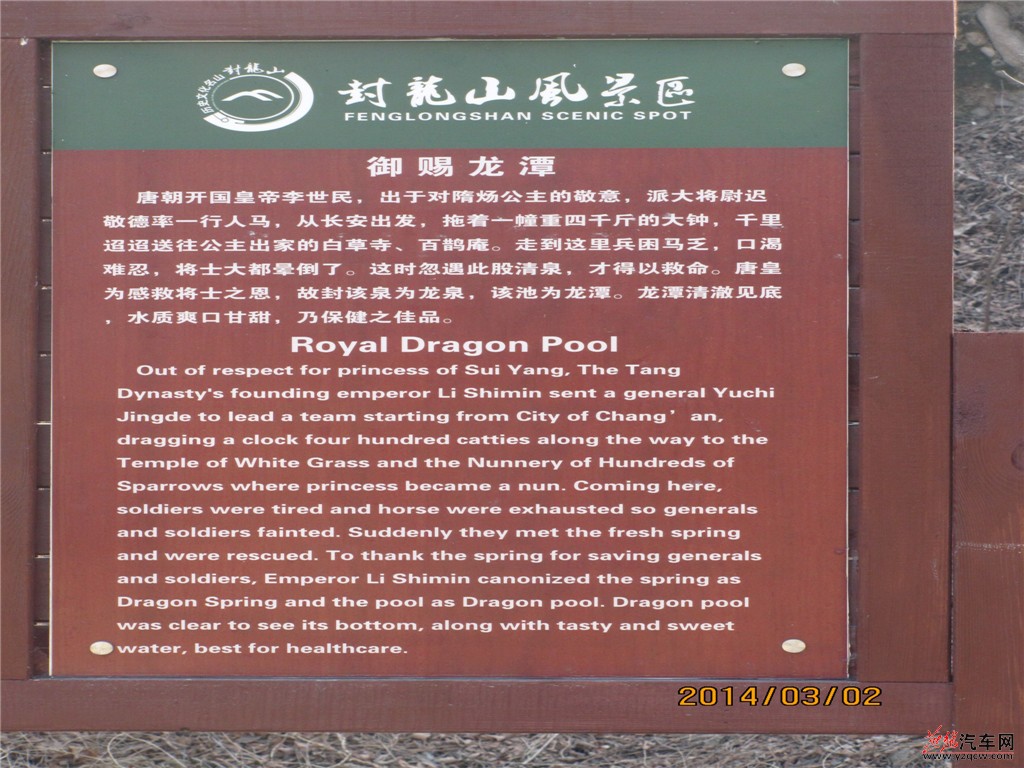 历史文化名山 封龍山
封龍山風景區
FENGLONGSHAN SCENIC SPOT
御赐龙潭
唐朝开国皇帝李世民，出于对隋炀公主的敬意，派大将尉迟
敬德率一行人马，从长安出发，拖着一幢重四千斤的大钟，千里
迢迢送往公主出家的白草寺、百鹊庵。走到这里兵困马乏，口渴
难忍，将士大都晕倒了。这时忽遇此股清泉，才得以救命。唐皇
为感救将士之恩，故封该泉为龙泉，该池为龙潭。龙潭清澈见底
，水质爽口甘甜，乃保健之佳品。
Royal Dragon Pool
Out of respect for princess of Sui Yang, The Tang
Dynasty's founding emperor Li Shimin sent a general Yuchi
Jingde to lead a team starting from City of Chang’an,
dragging a clock four hundred catties along the way to the
Temple of White Grass and the Nunnery of Hundreds of
Sparrows where princess became a nun. Coming here,
soldiers were tired and horse were exhausted so generals
and soldiers fainted. Suddenly they met the fresh spring
and were rescued. To thank the spring for saving generals
and soldiers, Emperor Li Shimin canonized the spring as
Dragon Spring and the pool as Dragon pool. Dragon pool
was clear to see its bottom, along with tasty and sweet
water, best for healthcare.
2014/03/02
汽车网
www.yzqcw.com